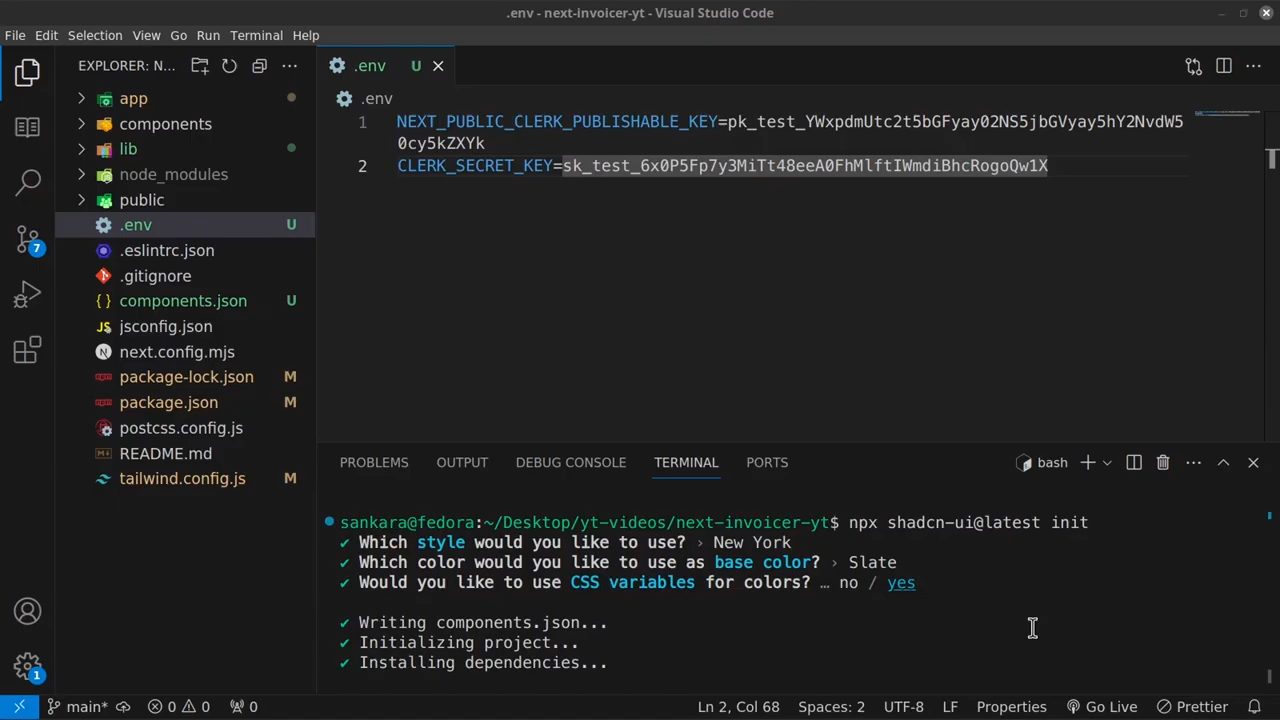 .env - next-invoicer-yt - Visual Studio Code
File Edit Selection View Go Run Terminal Help
EXPLORER: N...
app
components
lib
node_modules
public
.env U
.eslintrc.json
.gitignore
components.json U
jsconfig.json
next.config.mjs
package-lock.json M
package.json M
postcss.config.js
README.md
tailwind.config.js M
7
1
.env U
.env
1 NEXT_PUBLIC_CLERK_PUBLISHABLE_KEY=pk_test_YWxpdmUtc2t5bGFyay02NS5jbGVyay5hY2NvdW5
0cy5kZXYk
2 CLERK_SECRET_KEY=sk_test_6x0P5Fp7y3MiTt48eeA0FhMlftIWmdiBhcRogoQw1X
PROBLEMS OUTPUT DEBUG CONSOLE TERMINAL PORTS
bash
sankara@fedora:~/Desktop/yt-videos/next-invoicer-yt$ npx shadcn-ui@latest init
✔ Which style would you like to use? › New York
✔ Which color would you like to use as base color? › Slate
✔ Would you like to use CSS variables for colors? … no / yes
✔ Writing components.json...
✔ Initializing project...
✔ Installing dependencies...
main* 0 0 0 Ln 2, Col 68 Spaces: 2 UTF-8 LF Properties Go Live Prettier